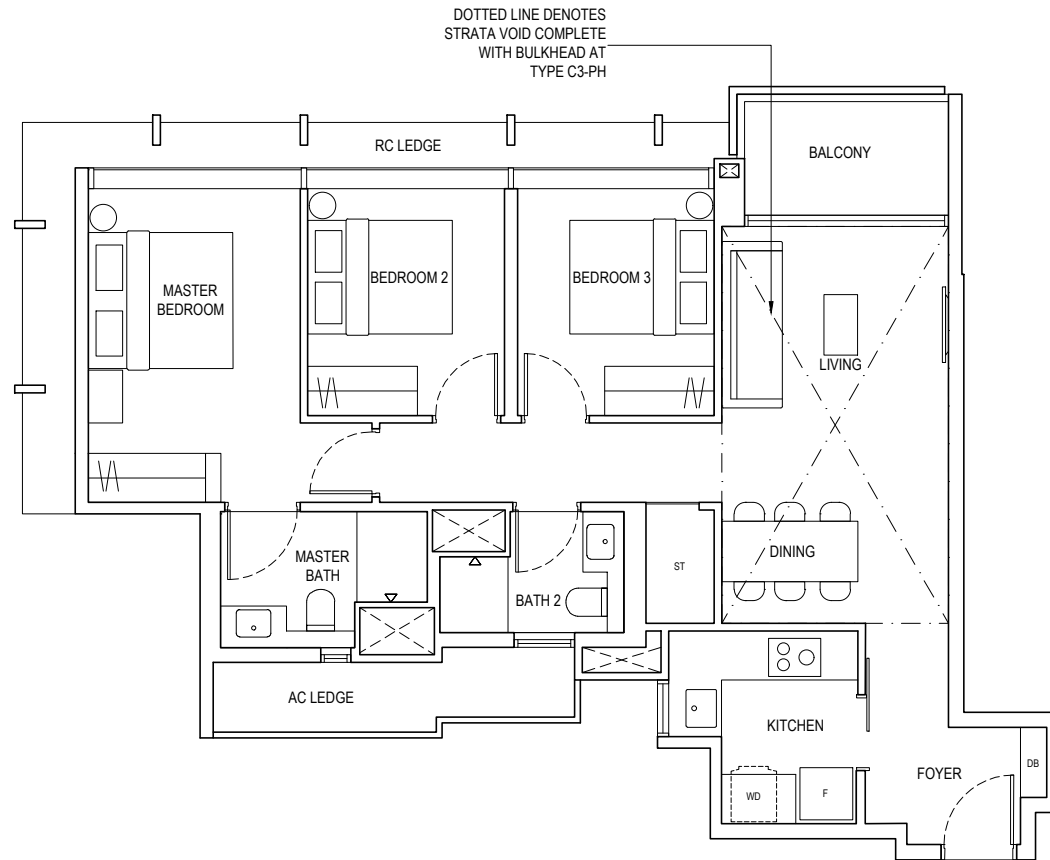 DOTTED LINE DENOTES
STRATA VOID COMPLETE
WITH BULKHEAD AT
TYPE C3-PH
RC LEDGE
BALCONY
MASTER
BEDROOM
BEDROOM 2
BEDROOM 3
LIVING
DINING
MASTER
BATH
BATH 2
ST
AC LEDGE
KITCHEN
FOYER
DB
WD
F